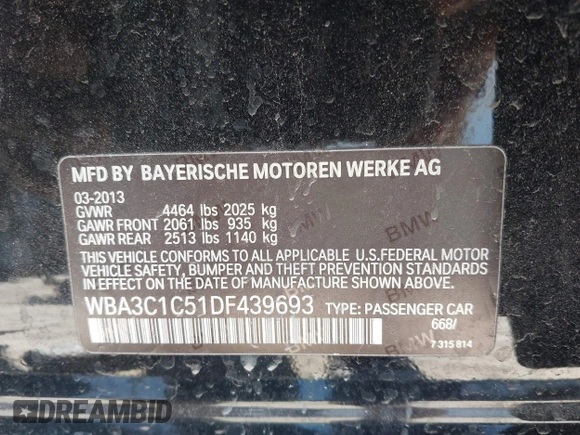 MFD BY BAYERISCHE MOTOREN WERKE AG
03-2013
GVWR 4464 lbs 2025 kg
GAWR FRONT 2061 lbs 935 kg
GAWR REAR 2513 lbs 1140 kg
THIS VEHICLE CONFORMS TO ALL APPLICABLE U.S.FEDERAL MOTOR
VEHICLE SAFETY, BUMPER AND THEFT PREVENTION STANDARDS
IN EFFECT ON THE DATE OF MANUFACTURE SHOWN ABOVE.
WBA3C1C51DF439693 TYPE: PASSENGER CAR
668/
7 315 814
BMW
BMW
DREAMBID